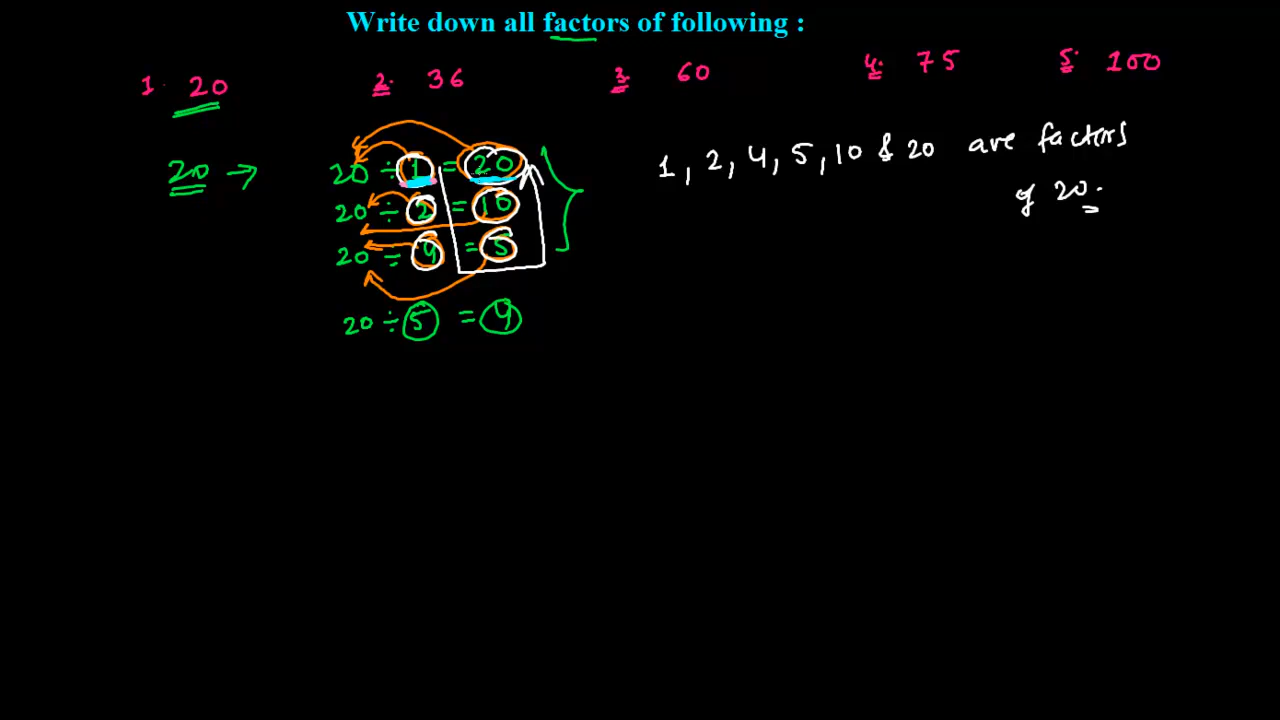 Write down all factors of following :
1. 20 2. 36 3. 60 4. 75 5. 100
20 → 20 ÷ 1 = 20
20 ÷ 2 = 10
20 ÷ 4 = 5
20 ÷ 5 = 4
1, 2, 4, 5, 10 & 20 are factors
of 20.